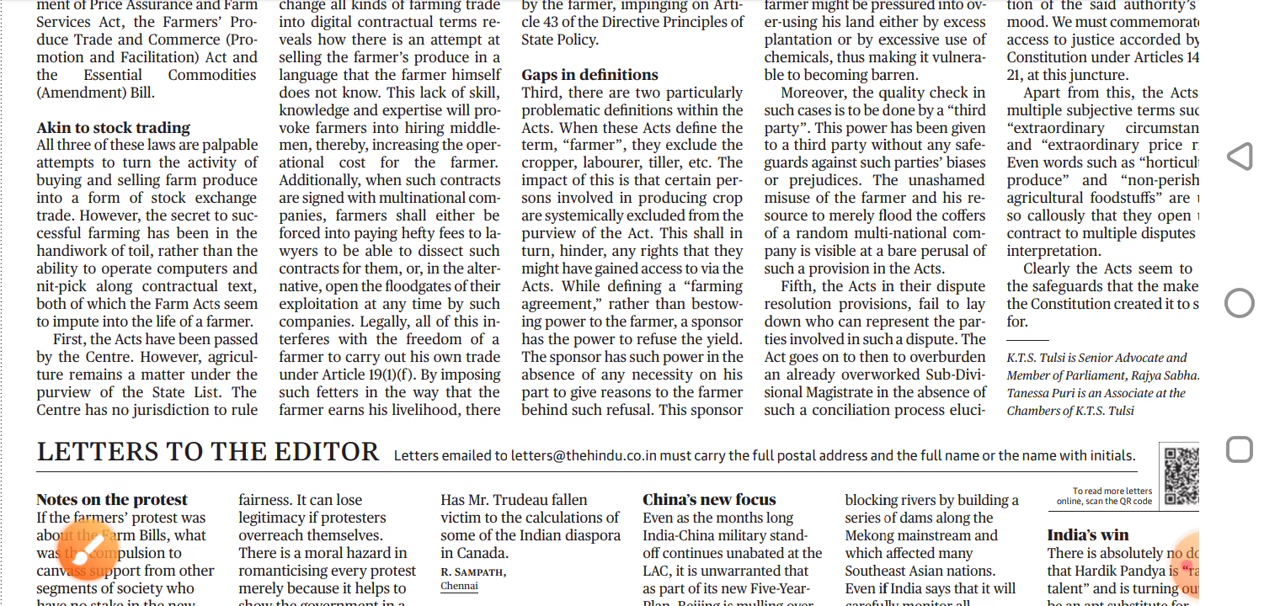 ment of Price Assurance and Farm
Services Act, the Farmers' Pro-
duce Trade and Commerce (Pro-
motion and Facilitation) Act and
the Essential Commodities
(Amendment) Bill.
Akin to stock trading
All three of these laws are palpable
attempts to turn the activity of
buying and selling farm produce
into a form of stock exchange
trade. However, the secret to suc-
cessful farming has been in the
handiwork of toil, rather than the
ability to operate computers and
nit-pick along contractual text,
both of which the Farm Acts seem
to impute into the life of a farmer.
First, the Acts have been passed
by the Centre. However, agricul-
ture remains a matter under the
purview of the State List. The
Centre has no jurisdiction to rule
change all kinds of farming trade
into digital contractual terms re-
veals how there is an attempt at
selling the farmer's produce in a
language that the farmer himself
does not know. This lack of skill,
knowledge and expertise will pro-
voke farmers into hiring middle-
men, thereby, increasing the oper-
ational cost for the farmer.
Additionally, when such contracts
are signed with multinational com-
panies, farmers shall either be
forced into paying hefty fees to la-
wyers to be able to dissect such
contracts for them, or, in the alter-
native, open the floodgates of their
exploitation at any time by such
companies. Legally, all of this in-
terferes with the freedom of a
farmer to carry out his own trade
under Article 19(1)(f). By imposing
such fetters in the way that the
farmer earns his livelihood, there
by the farmer, impinging on Arti-
cle 43 of the Directive Principles of
State Policy.
Gaps in definitions
Third, there are two particularly
problematic definitions within the
Acts. When these Acts define the
term, "farmer", they exclude the
cropper, labourer, tiller, etc. The
impact of this is that certain per-
sons involved in producing crop
are systemically excluded from the
purview of the Act. This shall in
turn, hinder, any rights that they
might have gained access to via the
Acts. While defining a "farming
agreement," rather than bestow-
ing power to the farmer, a sponsor
has the power to refuse the yield.
The sponsor has such power in the
absence of any necessity on his
part to give reasons to the farmer
behind such refusal. This sponsor
farmer might be pressured into ov-
er-using his land either by excess
plantation or by excessive use of
chemicals, thus making it vulnera-
ble to becoming barren.
Moreover, the quality check in
such cases is to be done by a "third
party". This power has been given
to a third party without any safe-
guards against such parties' biases
or prejudices. The unashamed
misuse of the farmer and his re-
source to merely flood the coffers
of a random multi-national com-
pany is visible at a bare perusal of
such a provision in the Acts.
Fifth, the Acts in their dispute
resolution provisions, fail to lay
down who can represent the par-
ties involved in such a dispute. The
Act goes on to then to overburden
an already overworked Sub-Divi-
sional Magistrate in the absence of
such a conciliation process eluci-
tion of the said authority's
mood. We must commemorate
access to justice accorded by
Constitution under Articles 14
21, at this juncture.
Apart from this, the Acts
multiple subjective terms suc
"extraordinary circumstan
and "extraordinary price r
Even words such as "horticul
produce" and "non-perish
agricultural foodstuffs" are
so callously that they open
contract to multiple disputes
interpretation.
Clearly the Acts seem to
the safeguards that the make
the Constitution created it to s
for.
K.T.S. Tulsi is Senior Advocate and
Member of Parliament, Rajya Sabha.
Tanessa Puri is an Associate at the
Chambers of K.T.S. Tulsi
LETTERS TO THE EDITOR Letters emailed to letters@thehindu.co.in must carry the full postal address and the full name or the name with initials.
To read more letters
online, scan the QR code
Notes on the protest
If the farmers' protest was
about the Farm Bills, what
was the compulsion to
canvass support from other
segments of society who
have no stake in the new
fairness. It can lose
legitimacy if protesters
overreach themselves.
There is a moral hazard in
romanticising every protest
merely because it helps to
show the government in a
Has Mr. Trudeau fallen
victim to the calculations of
some of the Indian diaspora
in Canada.
R. SAMPATH,
Chennai
China's new focus
Even as the months long
India-China military stand-
off continues unabated at the
LAC, it is unwarranted that
as part of its new Five-Year-
Plan, Beijing is mulling over
blocking rivers by building a
series of dams along the
Mekong mainstream and
which affected many
Southeast Asian nations.
Even if India says that it will
carefully monitor all
India's win
There is absolutely no do
that Hardik Pandya is "ra
talent" and is turning out
be an apt substitute for